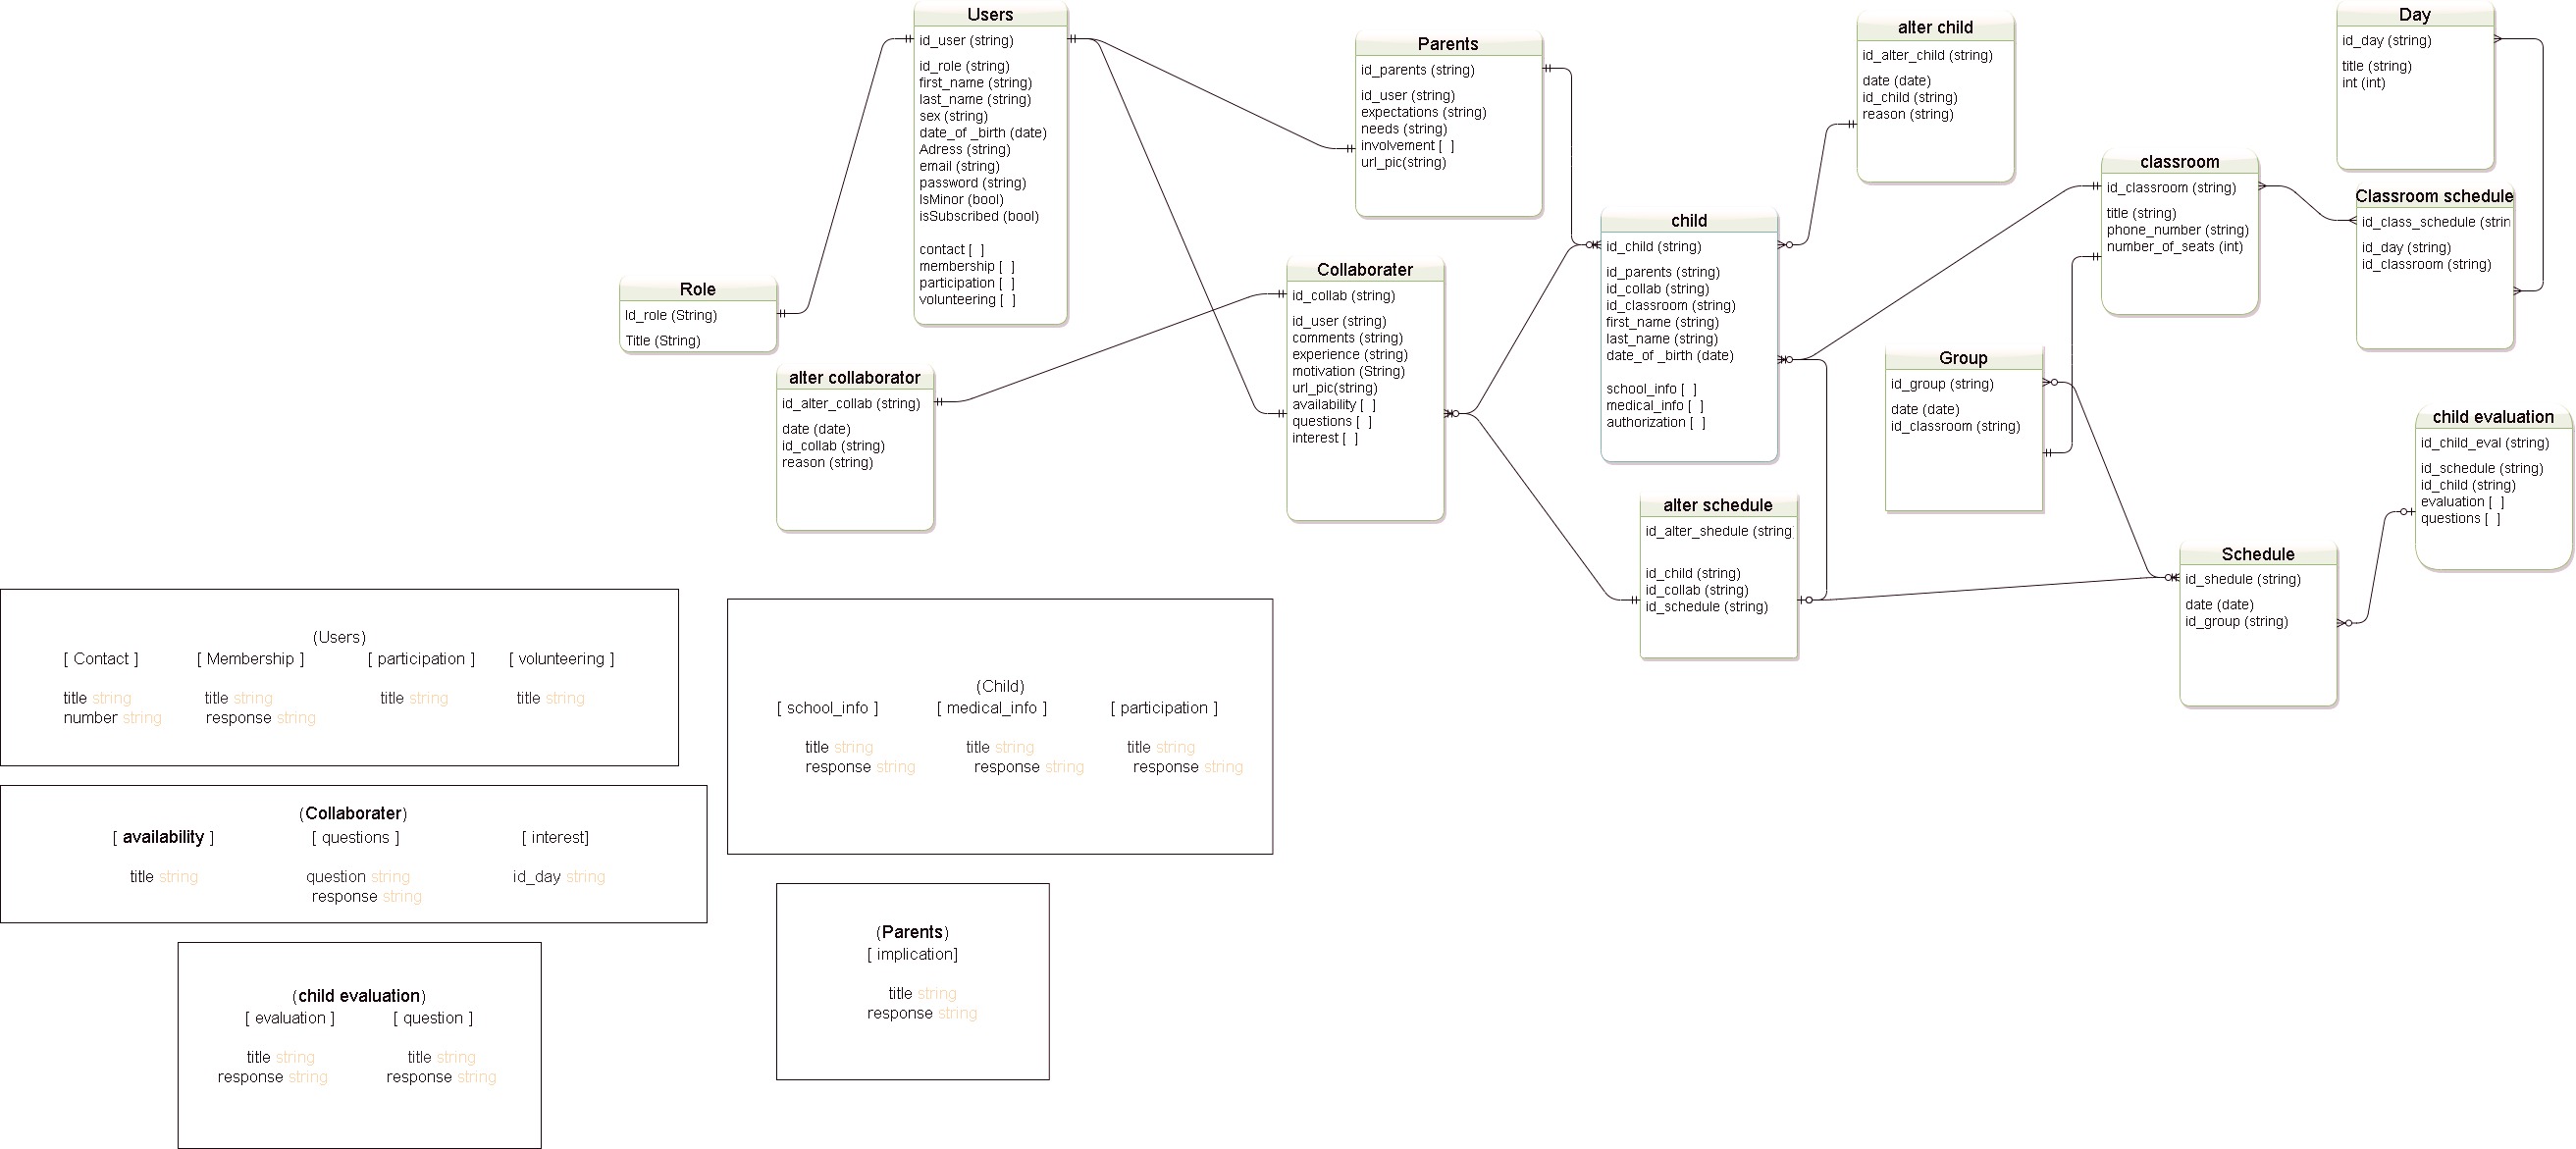 Users
id_user (string)
id_role (string)
first_name (string)
last_name (string)
sex (string)
date_of _birth (date)
Adress (string)
email (string)
password (string)
IsMinor (bool)
isSubscribed (bool)
contact [  ]
membership [  ]
participation [  ]
volunteering [  ]
Parents
id_parents (string)
id_user (string)
expectations (string)
needs (string)
involvement [  ]
url_pic(string)
alter child
id_alter_child (string)
date (date)
id_child (string)
reason (string)
Day
id_day (string)
title (string)
int (int)
classroom
id_classroom (string)
title (string)
phone_number (string)
number_of_seats (int)
Classroom schedule
id_class_schedule (strin
id_day (string)
id_classroom (string)
child
id_child (string)
id_parents (string)
id_collab (string)
id_classroom (string)
first_name (string)
last_name (string)
date_of _birth (date)
school_info [  ]
medical_info [  ]
authorization [  ]
Role
Id_role (String)
Title (String)
Collaborater
id_collab (string)
id_user (string)
comments (string)
experience (string)
motivation (String)
url_pic(string)
availability [  ]
questions [  ]
interest [  ]
alter collaborator
id_alter_collab (string)
date (date)
id_collab (string)
reason (string)
Group
id_group (string)
date (date)
id_classroom (string)
child evaluation
id_child_eval (string)
id_schedule (string)
id_child (string)
evaluation [  ]
questions [  ]
alter schedule
id_alter_shedule (string
id_child (string)
id_collab (string)
id_schedule (string)
Schedule
id_shedule (string)
date (date)
id_group (string)
(Users)
[ Contact ] [ Membership ] [ participation ] [ volunteering ]
title string title string title string title string
number string response string
(Child)
[ school_info ] [ medical_info ] [ participation ]
title string title string title string
response string response string response string
(Collaborater)
[ availability ] [ questions ] [ interest]
title string question string id_day string
response string
(Parents)
[ implication]
title string
response string
(child evaluation)
[ evaluation ] [ question ]
title string title string
response string response string